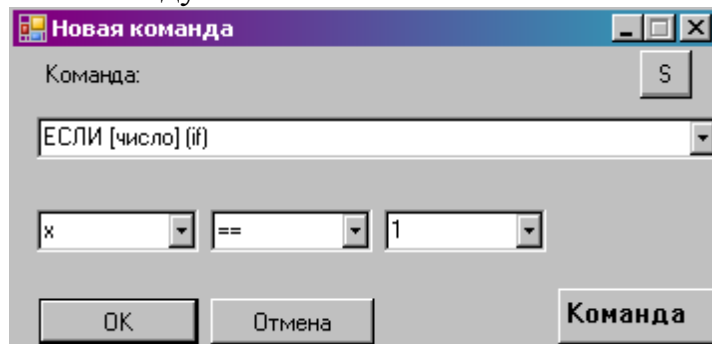 Новая команда
Команда:
S
ЕСЛИ [число] (if)
x == 1
OK Отмена Команда